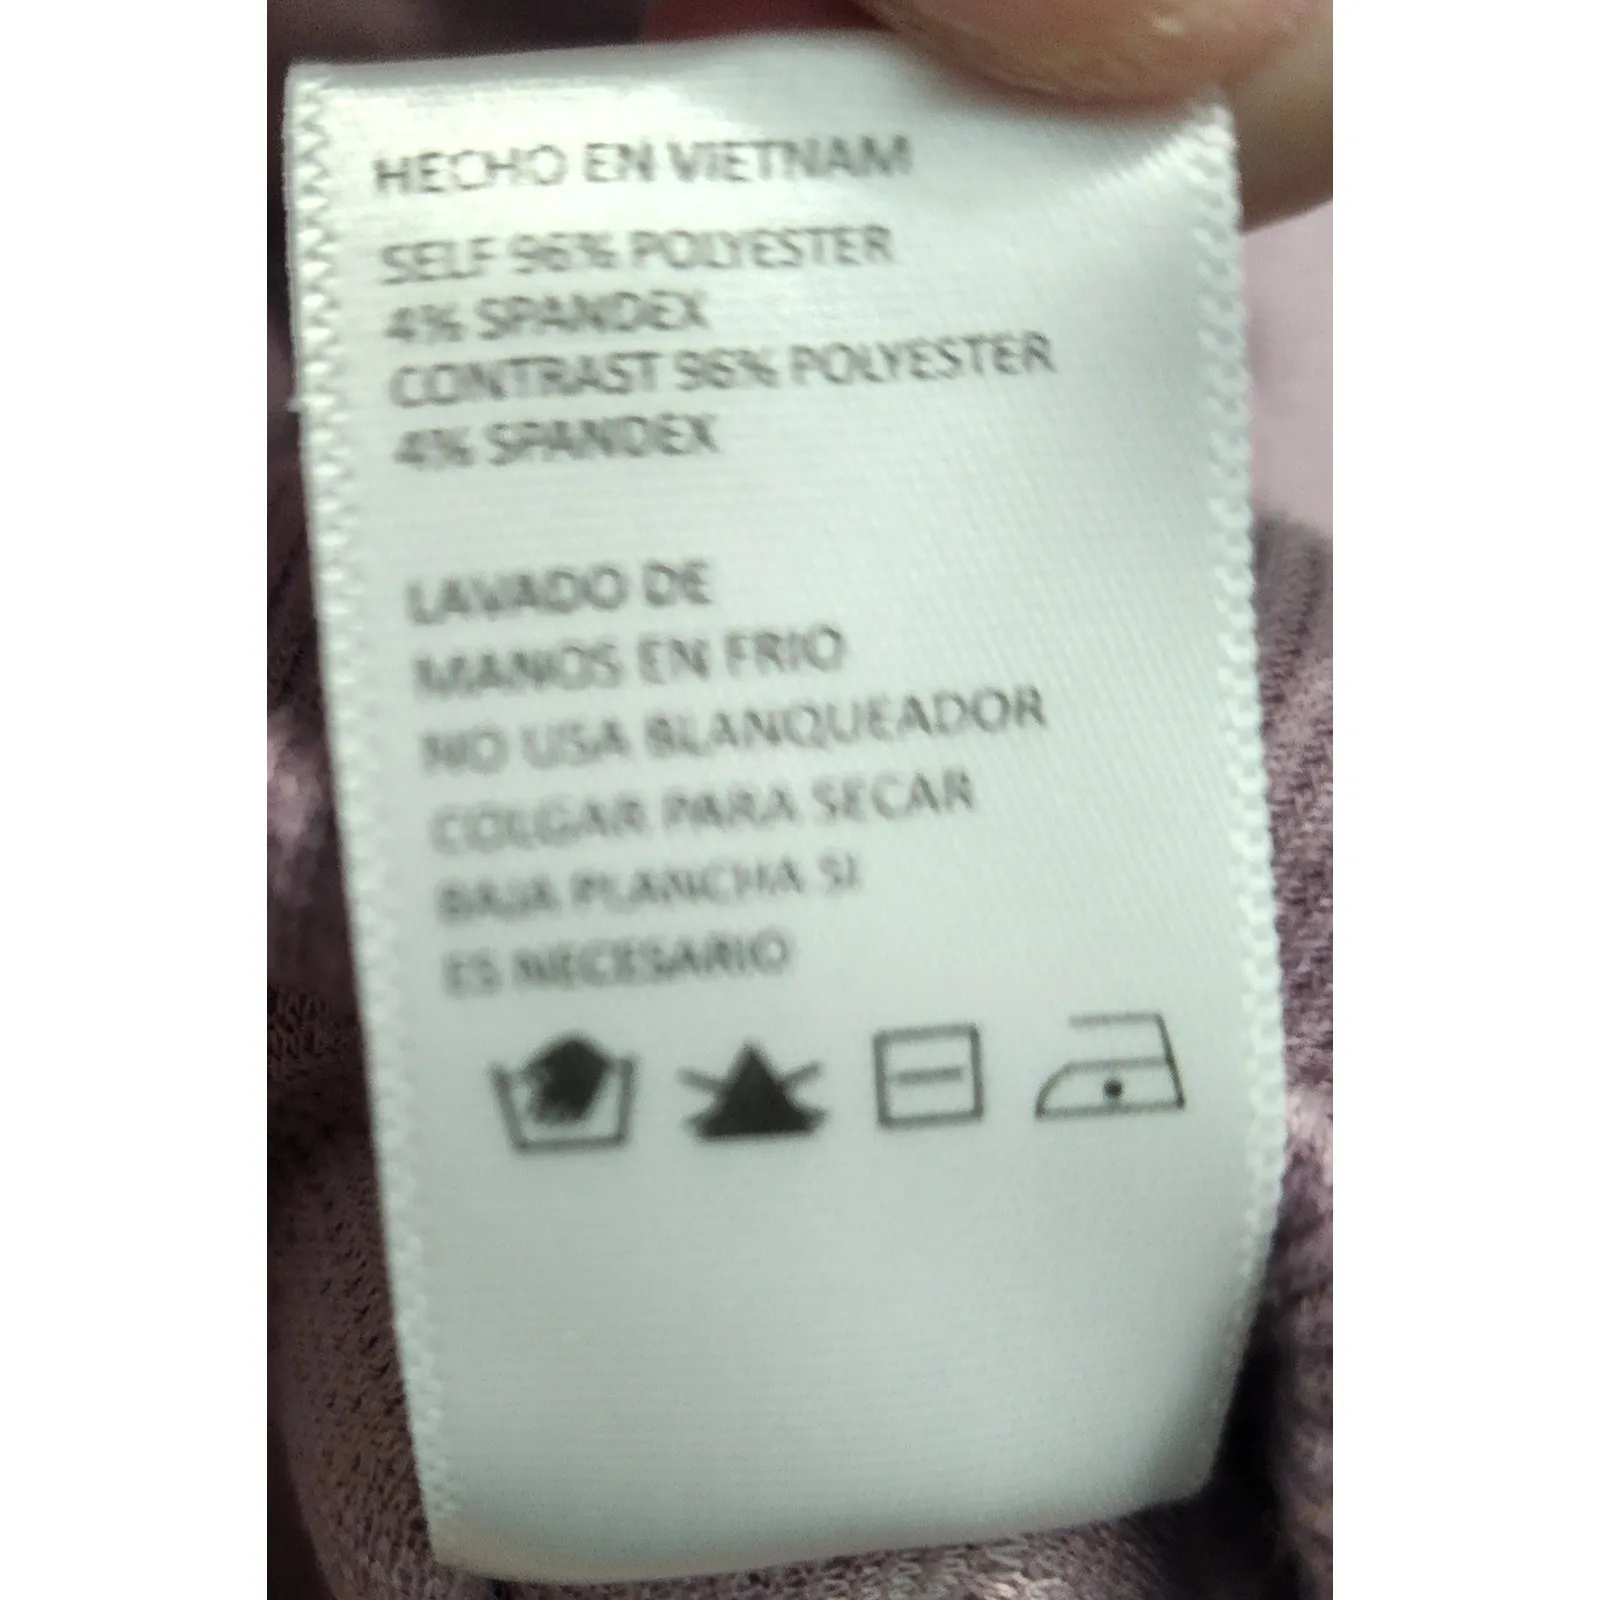 HECHO EN VIETNAM
SELF 96% POLYESTER
4% SPANDEX
CONTRAST 96% POLYESTER
4% SPANDEX
LAVADO DE
MANOS EN FRIO
NO USA BLANQUEADOR
COLGAR PARA SECAR
BAJA PLANCHA SI
ES NECESARIO